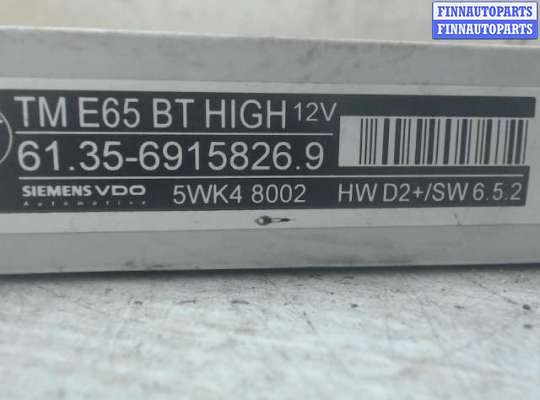 FINNAUTOPARTS
FINNAUTOPARTS
TM E65 BT HIGH 12V
61.35-6915826.9
SIEMENS VDO
Automotive
5WK4 8002 HW D2+/SW 6.5.2